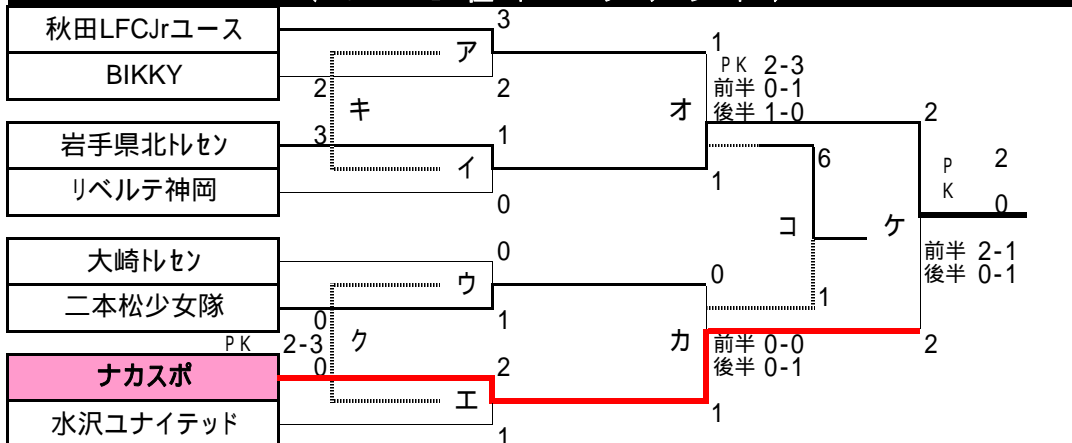 秋田LFCJrユース
BIKKY
岩手県北トレセン
リベルテ神岡
大崎トレセン
二本松少女隊
ナカスポ
水沢ユナイテッド
3
ア
2
2
キ
3
1
イ
0
0
ウ
1
0
PK 2-3
ク
0
2
エ
1
1
PK 2-3
前半 0-1
後半 1-0
オ
1
0
カ
前半 0-0
後半 0-1
1
6
コ
1
2
ケ
PK
2
0
前半 2-1
後半 0-1
2